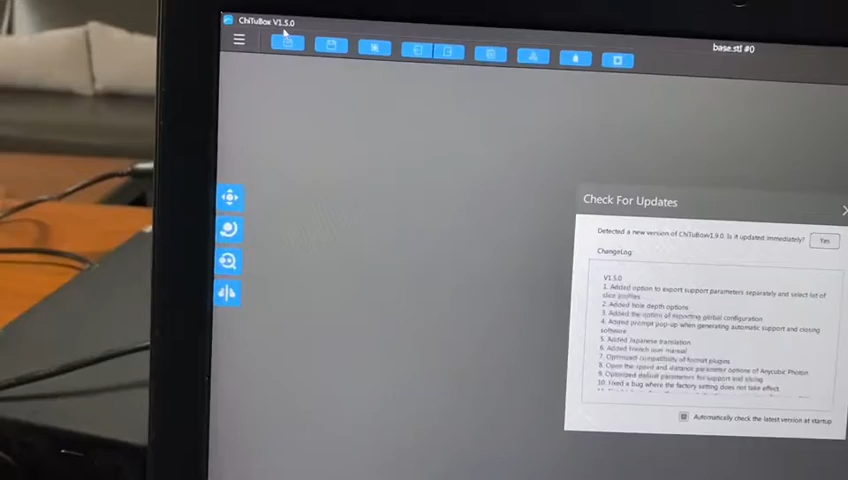 ChiTuBox V1.5.0
base.stl #0
Check For Updates
Detected a new version of ChiTuBoxv1.9.0. Is it updated immediately?
Yes
ChangeLog:
V1.5.0
1. Added option to export support parameters separately and select list of
slice profiles
2. Added hole depth options
3. Added the option of exporting global configuration
4. Added prompt pop-up when generating automatic support and closing
software
5. Added Japanese translation
6. Added French user manual
7. Optimized compatibility of format plugins
8. Open the speed and distance parameter options of Anycubic Photon
9. Optimized default parameters for support and slicing
10. Fixed a bug where the factory setting does not take effect
Automatically check the latest version at startup